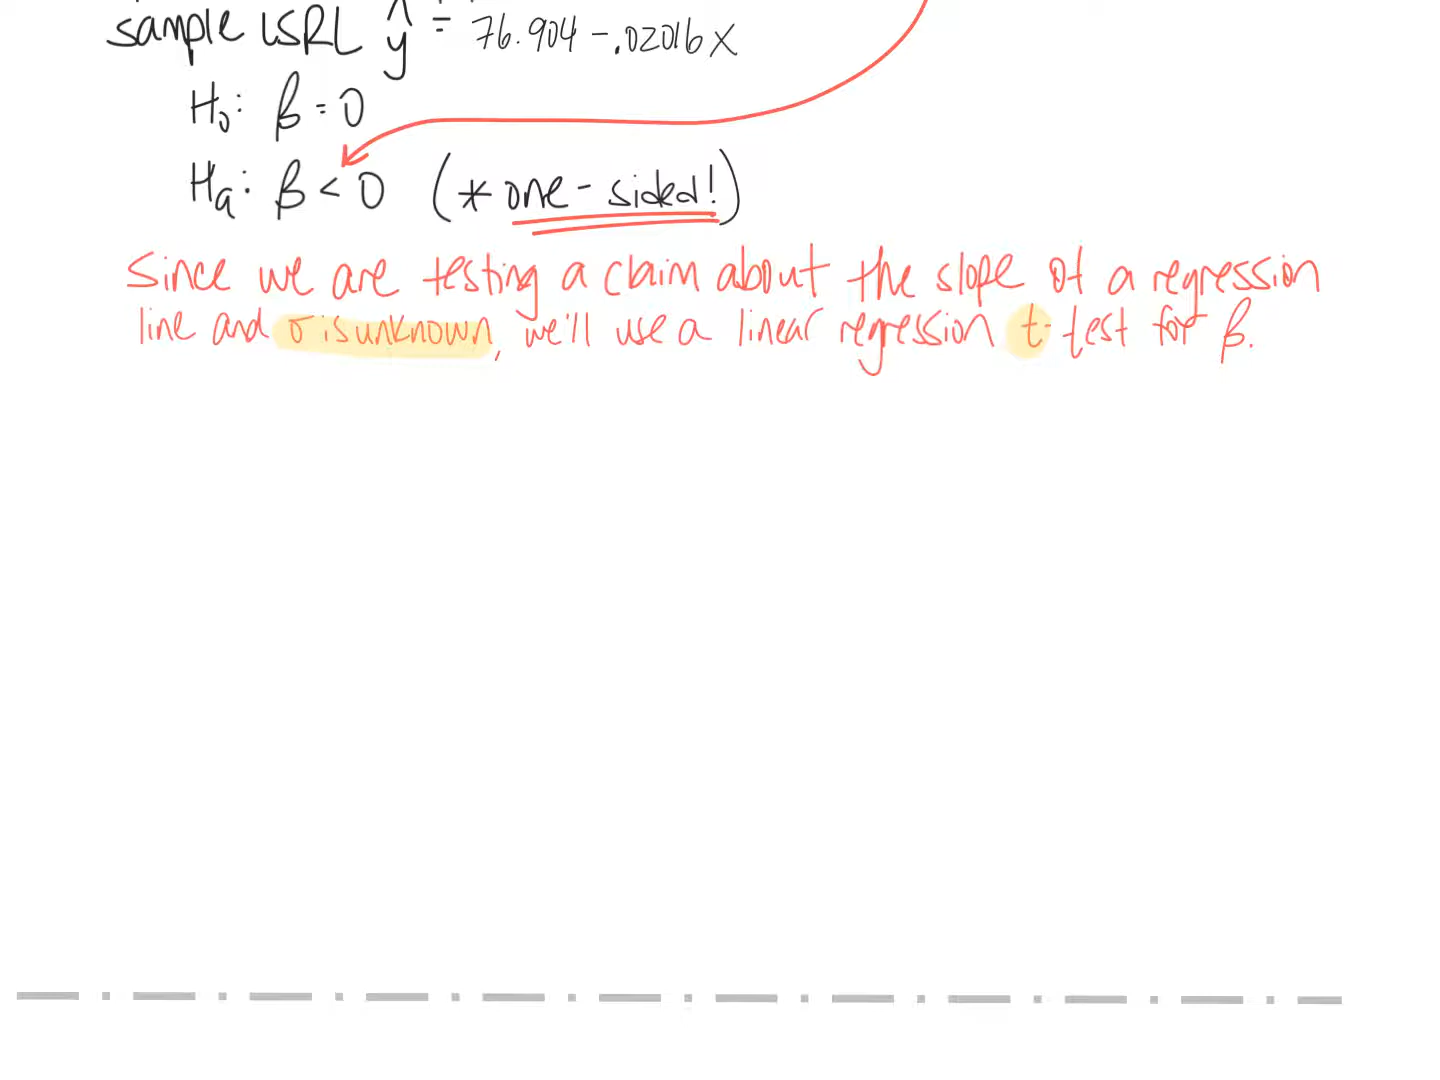 sample LSRL ŷ = 76.904 - .02016x
H₀: β = 0
Hₐ: β < 0 (* one-sided!)
Since we are testing a claim about the slope of a regression
line and σ is unknown, we'll use a linear regression t-test for β.